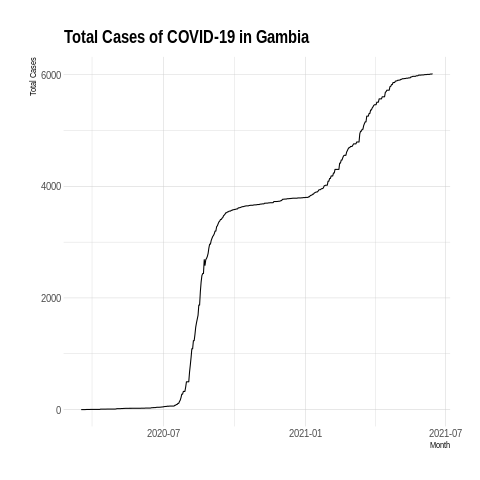 Total Cases of COVID-19 in Gambia
Total Cases
6000
4000
2000
0
2020-07
2021-01
2021-07
Month